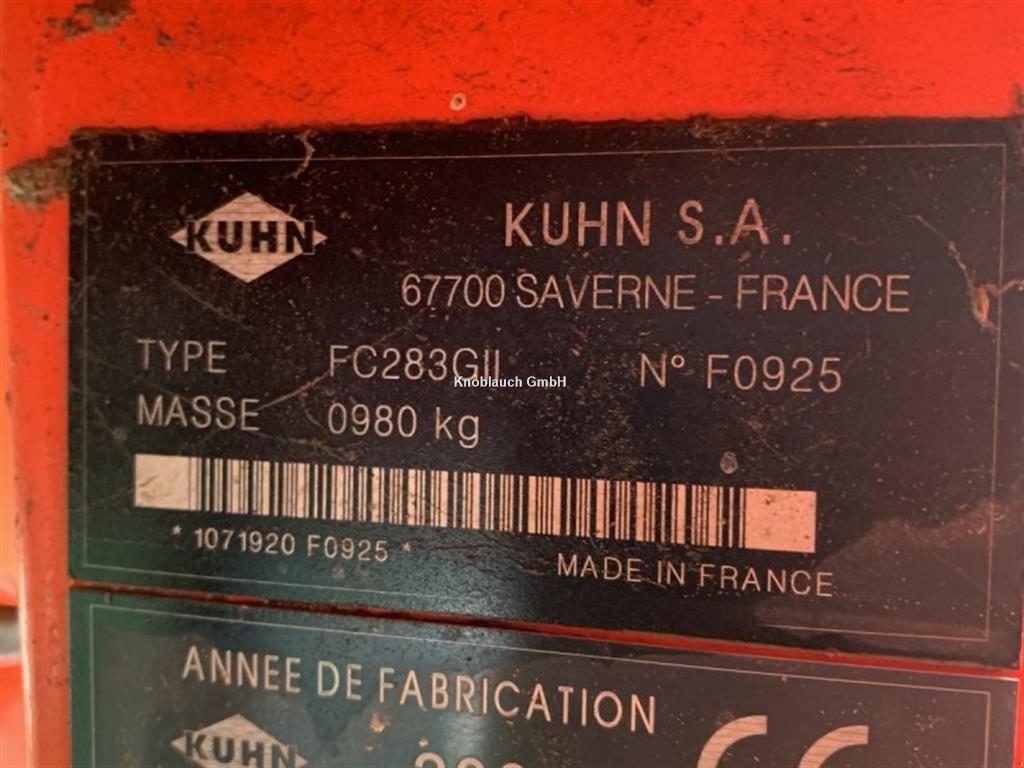 KUHN
KUHN S.A.
67700 SAVERNE - FRANCE
TYPE FC283GII N° F0925
Knoblauch GmbH
MASSE 0980 kg
* 1071920 F0925 *
MADE IN FRANCE
ANNEE DE FABRICATION
KUHN
CE